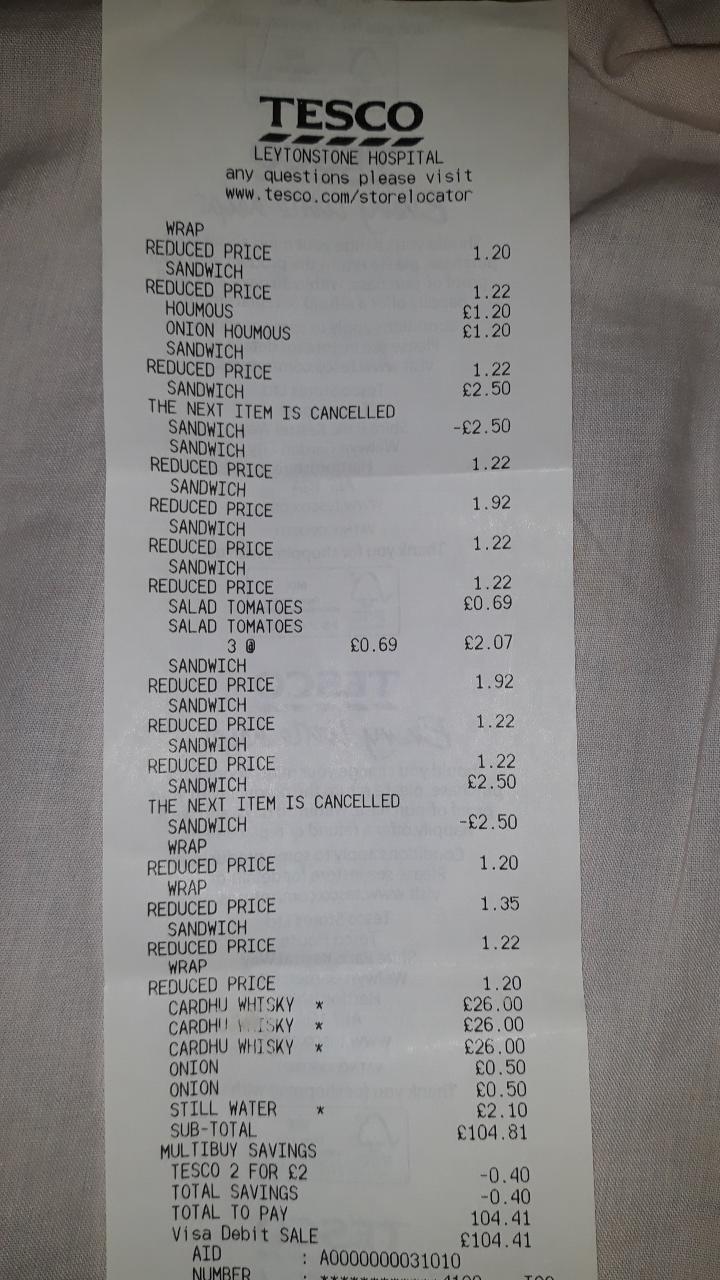 TESCO
LEYTONSTONE HOSPITAL
any questions please visit
www.tesco.com/storelocator
WRAP
REDUCED PRICE 1.20
SANDWICH
REDUCED PRICE 1.22
HOUMOUS £1.20
ONION HOUMOUS £1.20
SANDWICH
REDUCED PRICE 1.22
SANDWICH £2.50
THE NEXT ITEM IS CANCELLED
SANDWICH -£2.50
SANDWICH
REDUCED PRICE 1.22
SANDWICH
REDUCED PRICE 1.92
SANDWICH
REDUCED PRICE 1.22
SANDWICH
REDUCED PRICE 1.22
SALAD TOMATOES £0.69
SALAD TOMATOES
3 @ £0.69 £2.07
SANDWICH
REDUCED PRICE 1.92
SANDWICH
REDUCED PRICE 1.22
SANDWICH
REDUCED PRICE 1.22
SANDWICH £2.50
THE NEXT ITEM IS CANCELLED
SANDWICH -£2.50
WRAP
REDUCED PRICE 1.20
WRAP
REDUCED PRICE 1.35
SANDWICH
REDUCED PRICE 1.22
WRAP
REDUCED PRICE 1.20
CARDHU WHISKY * £26.00
CARDHU * £26.00
CARDHU WHISKY * £26.00
ONION £0.50
ONION £0.50
STILL WATER * £2.10
SUB-TOTAL £104.81
MULTIBUY SAVINGS
TESCO 2 FOR £2 -0.40
TOTAL SAVINGS -0.40
TOTAL TO PAY 104.41
Visa Debit SALE £104.41
AID : A0000000031010
NUMBER :